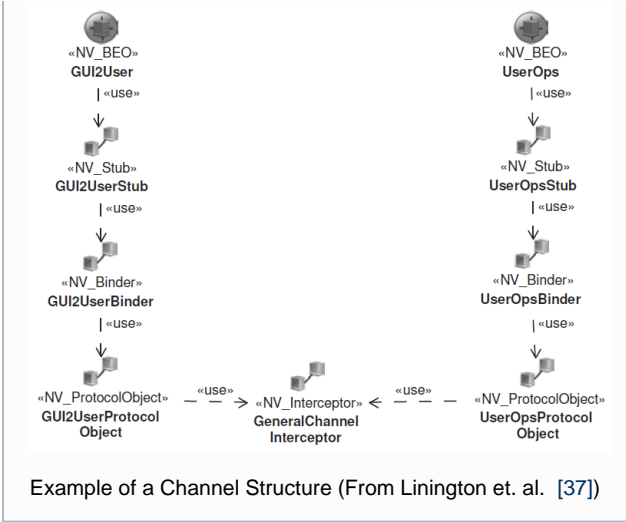 «NV_BEO»
GUI2User
«use»
«NV_Stub»
GUI2UserStub
«use»
«NV_Binder»
GUI2UserBinder
«use»
«NV_ProtocolObject»
GUI2UserProtocol
Object
«use»
«NV_Interceptor»
GeneralChannel
Interceptor
«use»
«NV_BEO»
UserOps
«use»
«NV_Stub»
UserOpsStub
«use»
«NV_Binder»
UserOpsBinder
«use»
«NV_ProtocolObject»
UserOpsProtocol
Object
Example of a Channel Structure (From Linington et. al. [37])